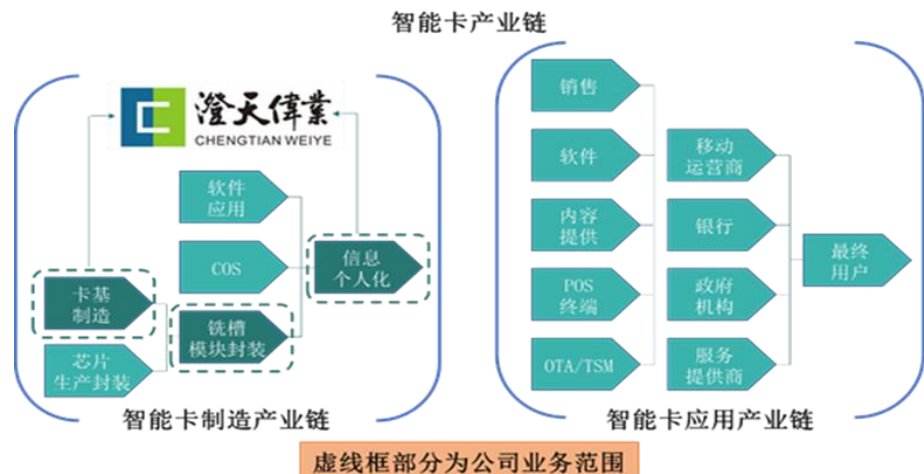 智能卡产业链
澄天偉業
CHENGTIAN WEIYE
软件
应用
COS
信息
个人化
卡基
制造
铣槽
模块封装
芯片
生产封装
智能卡制造产业链
销售
软件
内容
提供
POS
终端
OTA/TSM
移动
运营商
银行
政府
机构
服务
提供商
最终
用户
智能卡应用产业链
虚线框部分为公司业务范围